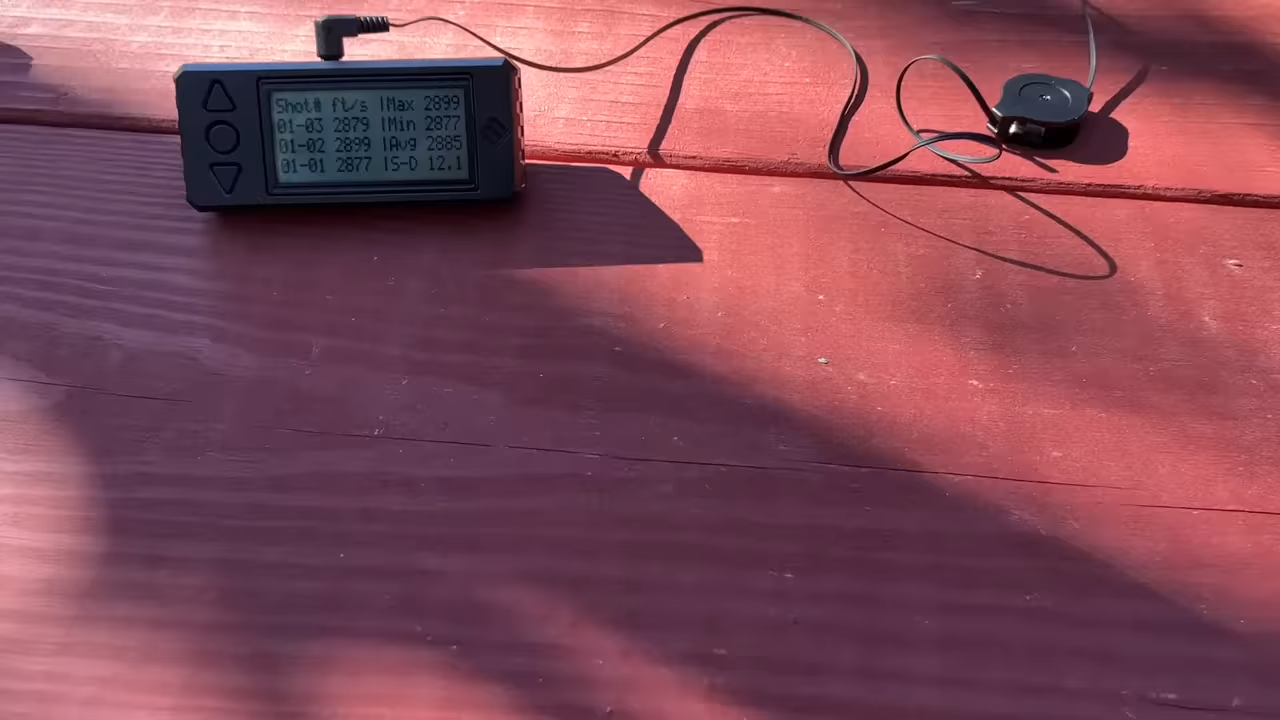 Shot# ft/s |Max 2899
01-03 2879 |Min 2877
01-02 2899 |Avg 2885
01-01 2877 |S-D 12.1